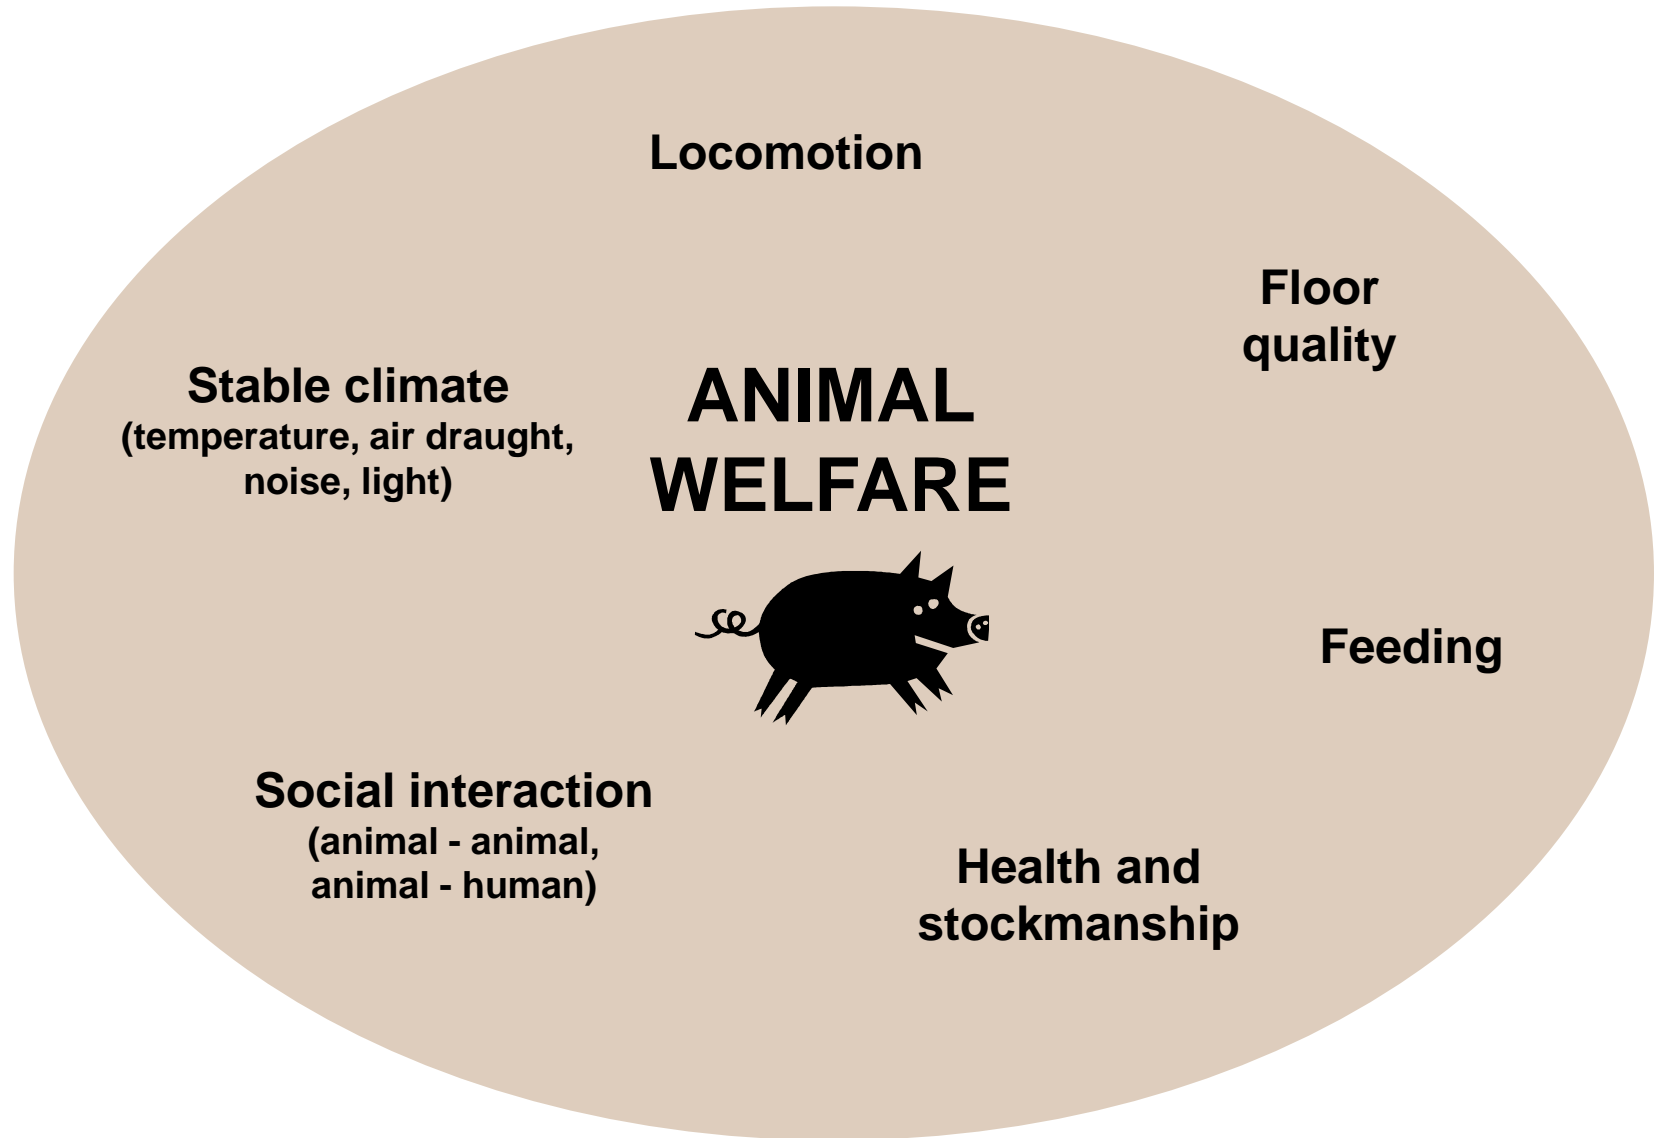 Locomotion
Floor
quality
Stable climate
(temperature, air draught,
noise, light)
ANIMAL
WELFARE
Feeding
Social interaction
(animal - animal,
animal - human)
Health and
stockmanship